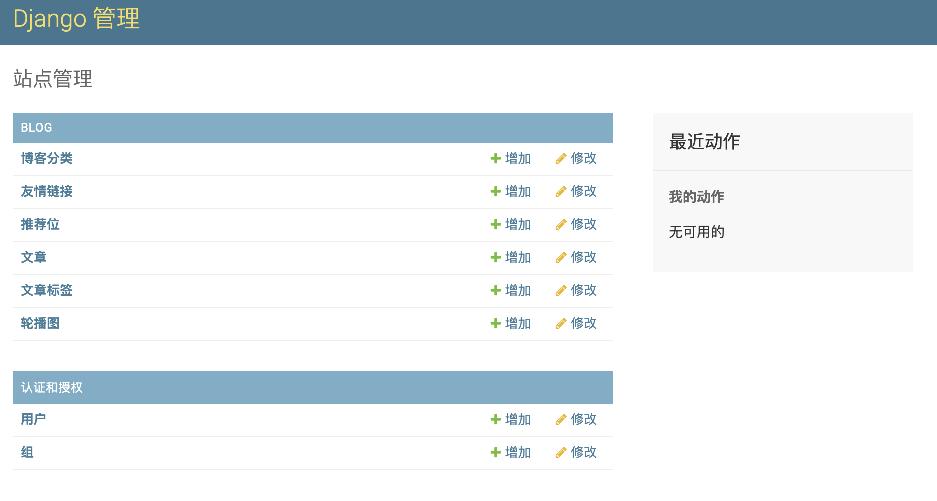 Django 管理
站点管理
BLOG
博客分类 增加 修改
友情链接 增加 修改
推荐位 增加 修改
文章 增加 修改
文章标签 增加 修改
轮播图 增加 修改
认证和授权
用户 增加 修改
组 增加 修改
最近动作
我的动作
无可用的